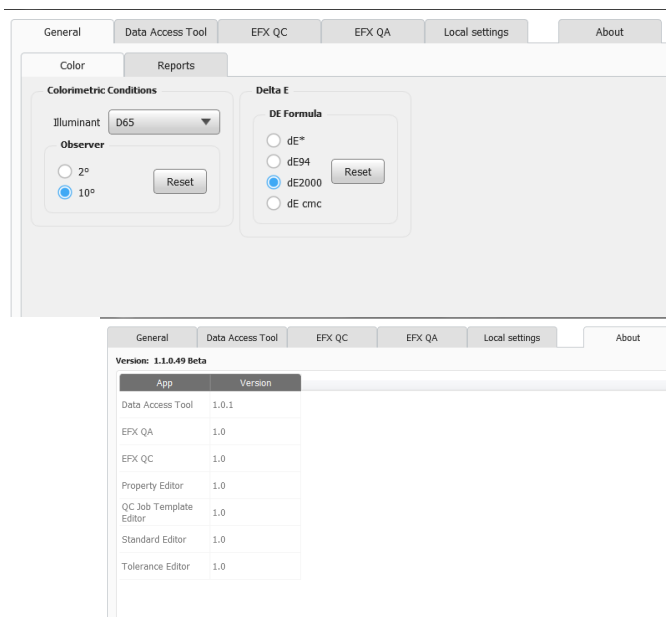 General Data Access Tool EFX QC EFX QA Local settings About
Color Reports
Colorimetric Conditions
Illuminant D65
Observer
2°
10°
Reset
Delta E
DE Formula
dE*
dE94
dE2000
dE cmc
Reset
General Data Access Tool EFX QC EFX QA Local settings About
Version: 1.1.0.49 Beta
App Version
Data Access Tool 1.0.1
EFX QA 1.0
EFX QC 1.0
Property Editor 1.0
QC Job Template
Editor 1.0
Standard Editor 1.0
Tolerance Editor 1.0